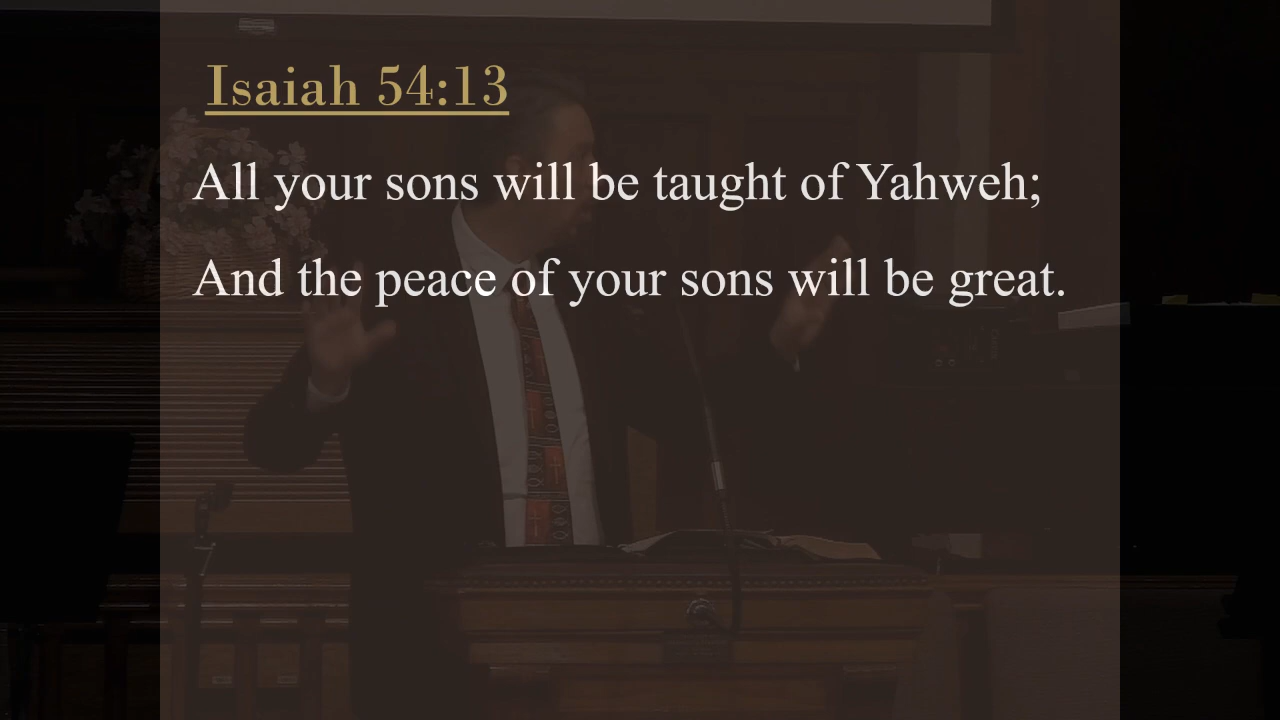 Isaiah 54:13
All your sons will be taught of Yahweh;
And the peace of your sons will be great.